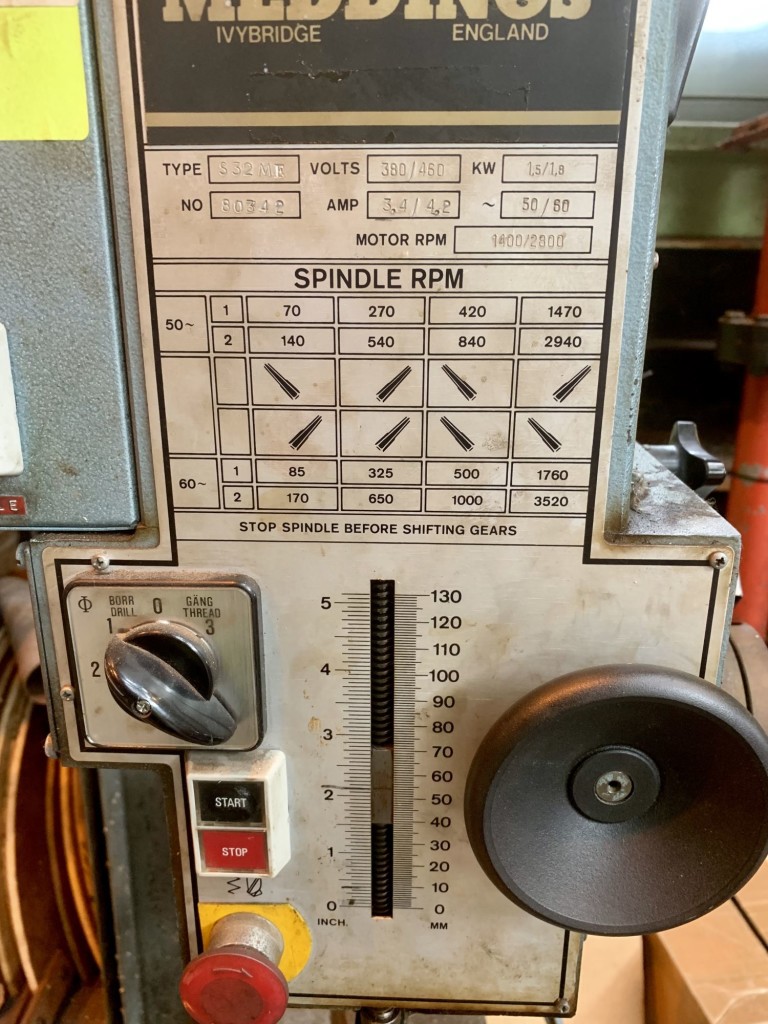 MEDDINGS
IVYBRIDGE ENGLAND
TYPE S32MF VOLTS 380/460 KW 1,5/1,8
NO 80342 AMP 3,4/4,2 ~ 50/60
MOTOR RPM 1400/2800
SPINDLE RPM
50~ 1 70 270 420 1470
2 140 540 840 2940
60~ 1 85 325 500 1760
2 170 650 1000 3520
STOP SPINDLE BEFORE SHIFTING GEARS
BORR 0 GÄNG
DRILL THREAD
1 3
2
5 130
120
110
4 100
90
3 80
70
60
2 50
40
1 30
20
10
0 0
INCH. MM
START
STOP